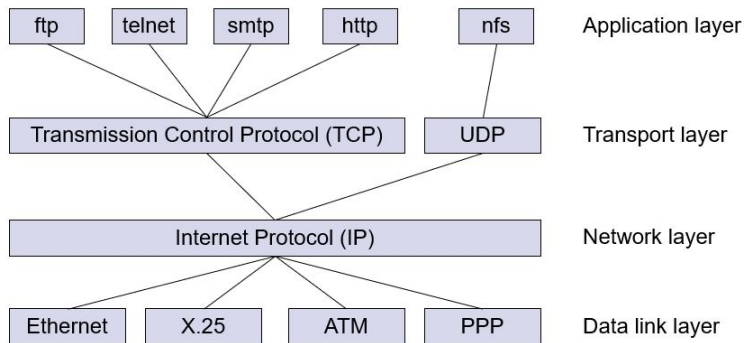 ftp telnet smtp http nfs Application layer
Transmission Control Protocol (TCP) UDP Transport layer
Internet Protocol (IP) Network layer
Ethernet X.25 ATM PPP Data link layer